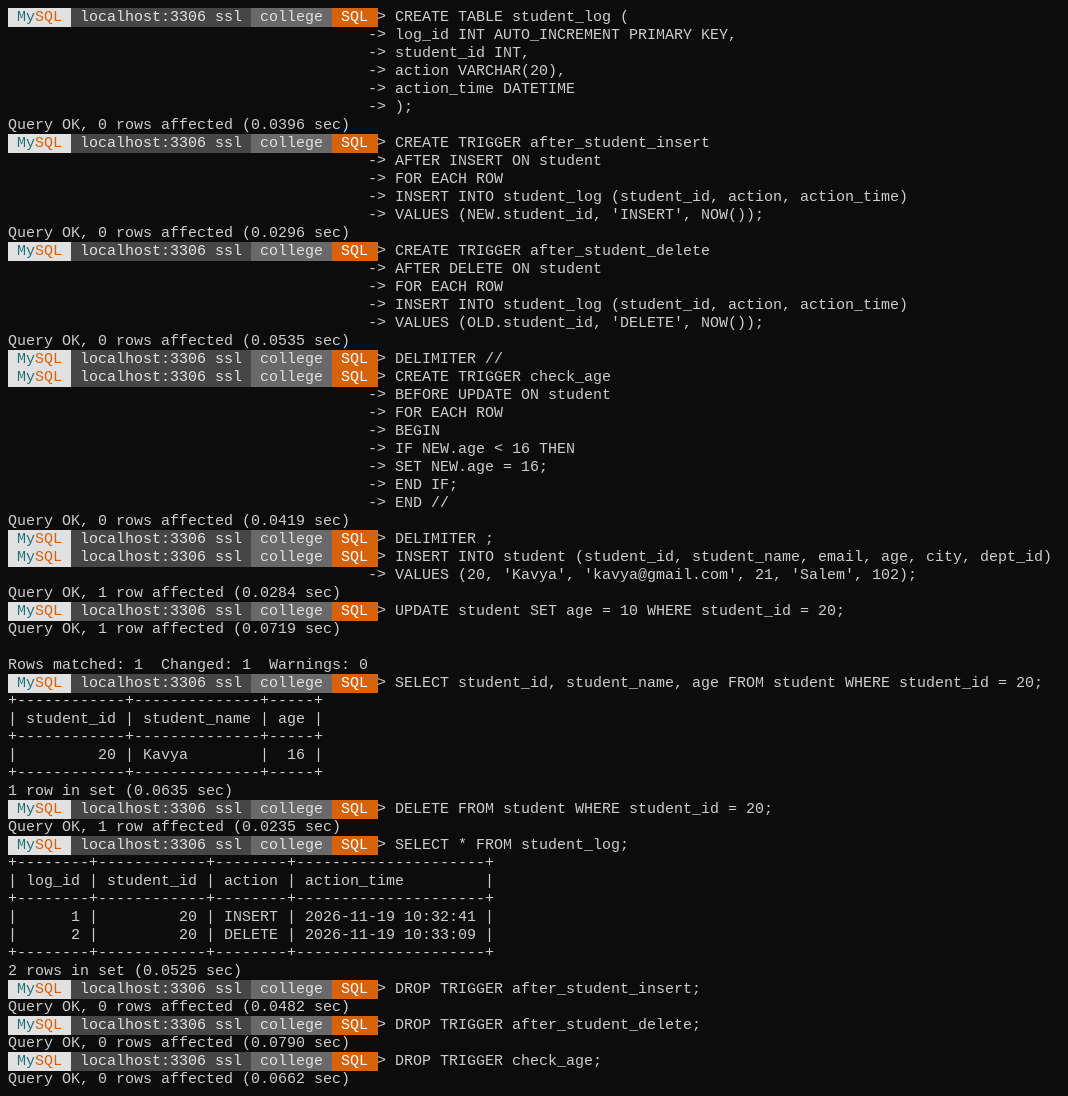 MySQL localhost:3306 ssl college SQL > CREATE TABLE student_log (
-> log_id INT AUTO_INCREMENT PRIMARY KEY,
-> student_id INT,
-> action VARCHAR(20),
-> action_time DATETIME
-> );
Query OK, 0 rows affected (0.0396 sec)
MySQL localhost:3306 ssl college SQL > CREATE TRIGGER after_student_insert
-> AFTER INSERT ON student
-> FOR EACH ROW
-> INSERT INTO student_log (student_id, action, action_time)
-> VALUES (NEW.student_id, 'INSERT', NOW());
Query OK, 0 rows affected (0.0296 sec)
MySQL localhost:3306 ssl college SQL > CREATE TRIGGER after_student_delete
-> AFTER DELETE ON student
-> FOR EACH ROW
-> INSERT INTO student_log (student_id, action, action_time)
-> VALUES (OLD.student_id, 'DELETE', NOW());
Query OK, 0 rows affected (0.0535 sec)
MySQL localhost:3306 ssl college SQL > DELIMITER //
MySQL localhost:3306 ssl college SQL > CREATE TRIGGER check_age
-> BEFORE UPDATE ON student
-> FOR EACH ROW
-> BEGIN
-> IF NEW.age < 16 THEN
-> SET NEW.age = 16;
-> END IF;
-> END //
Query OK, 0 rows affected (0.0419 sec)
MySQL localhost:3306 ssl college SQL > DELIMITER ;
MySQL localhost:3306 ssl college SQL > INSERT INTO student (student_id, student_name, email, age, city, dept_id)
-> VALUES (20, 'Kavya', 'kavya@gmail.com', 21, 'Salem', 102);
Query OK, 1 row affected (0.0284 sec)
MySQL localhost:3306 ssl college SQL > UPDATE student SET age = 10 WHERE student_id = 20;
Query OK, 1 row affected (0.0719 sec)

Rows matched: 1  Changed: 1  Warnings: 0
MySQL localhost:3306 ssl college SQL > SELECT student_id, student_name, age FROM student WHERE student_id = 20;
+------------+--------------+-----+
| student_id | student_name | age |
+------------+--------------+-----+
|         20 | Kavya        |  16 |
+------------+--------------+-----+
1 row in set (0.0635 sec)
MySQL localhost:3306 ssl college SQL > DELETE FROM student WHERE student_id = 20;
Query OK, 1 row affected (0.0235 sec)
MySQL localhost:3306 ssl college SQL > SELECT * FROM student_log;
+--------+------------+--------+---------------------+
| log_id | student_id | action | action_time         |
+--------+------------+--------+---------------------+
|      1 |         20 | INSERT | 2026-11-19 10:32:41 |
|      2 |         20 | DELETE | 2026-11-19 10:33:09 |
+--------+------------+--------+---------------------+
2 rows in set (0.0525 sec)
MySQL localhost:3306 ssl college SQL > DROP TRIGGER after_student_insert;
Query OK, 0 rows affected (0.0482 sec)
MySQL localhost:3306 ssl college SQL > DROP TRIGGER after_student_delete;
Query OK, 0 rows affected (0.0790 sec)
MySQL localhost:3306 ssl college SQL > DROP TRIGGER check_age;
Query OK, 0 rows affected (0.0662 sec)